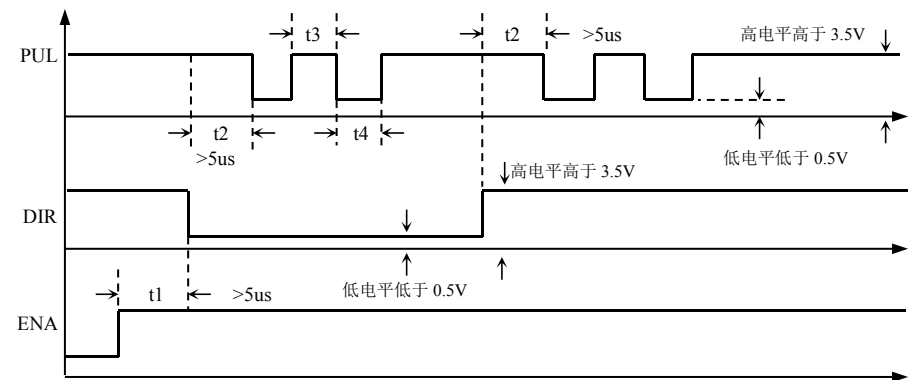 t3
t2 >5us
高电平高于 3.5V
PUL
t2
>5us
t4
低电平低于 0.5V
高电平高于 3.5V
DIR
低电平低于 0.5V
t1 >5us
ENA